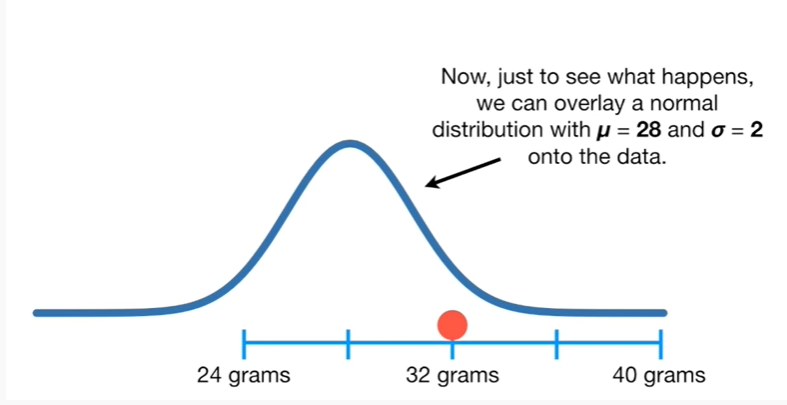 Now, just to see what happens,
we can overlay a normal
distribution with μ = 28 and σ = 2
onto the data.
24 grams
32 grams
40 grams